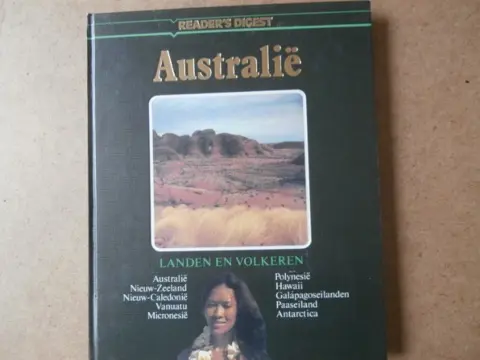 READER'S DIGEST
Australië
LANDEN EN VOLKEREN
Australië
Nieuw-Zeeland
Nieuw-Caledonië
Vanuatu
Micronesië
Polynesië
Hawaii
Galápagoseilanden
Paaseiland
Antarctica